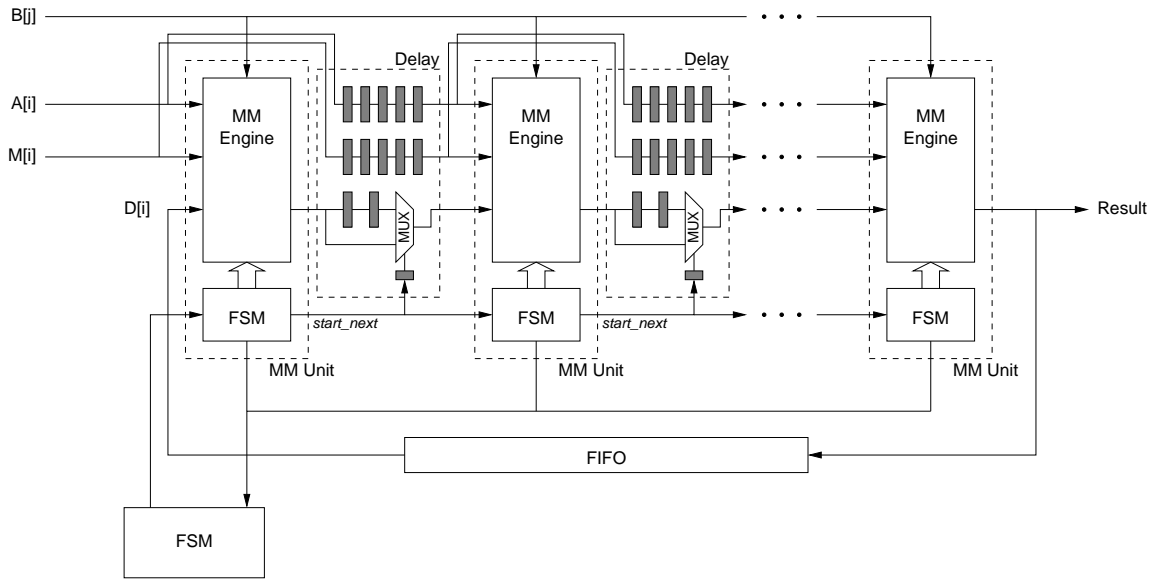 B[j]
Delay
Delay
A[i]
MM
Engine
MM
Engine
MM
Engine
M[i]
D[i]
MUX
MUX
Result
FSM
start_next
FSM
start_next
FSM
MM Unit
MM Unit
MM Unit
FIFO
FSM